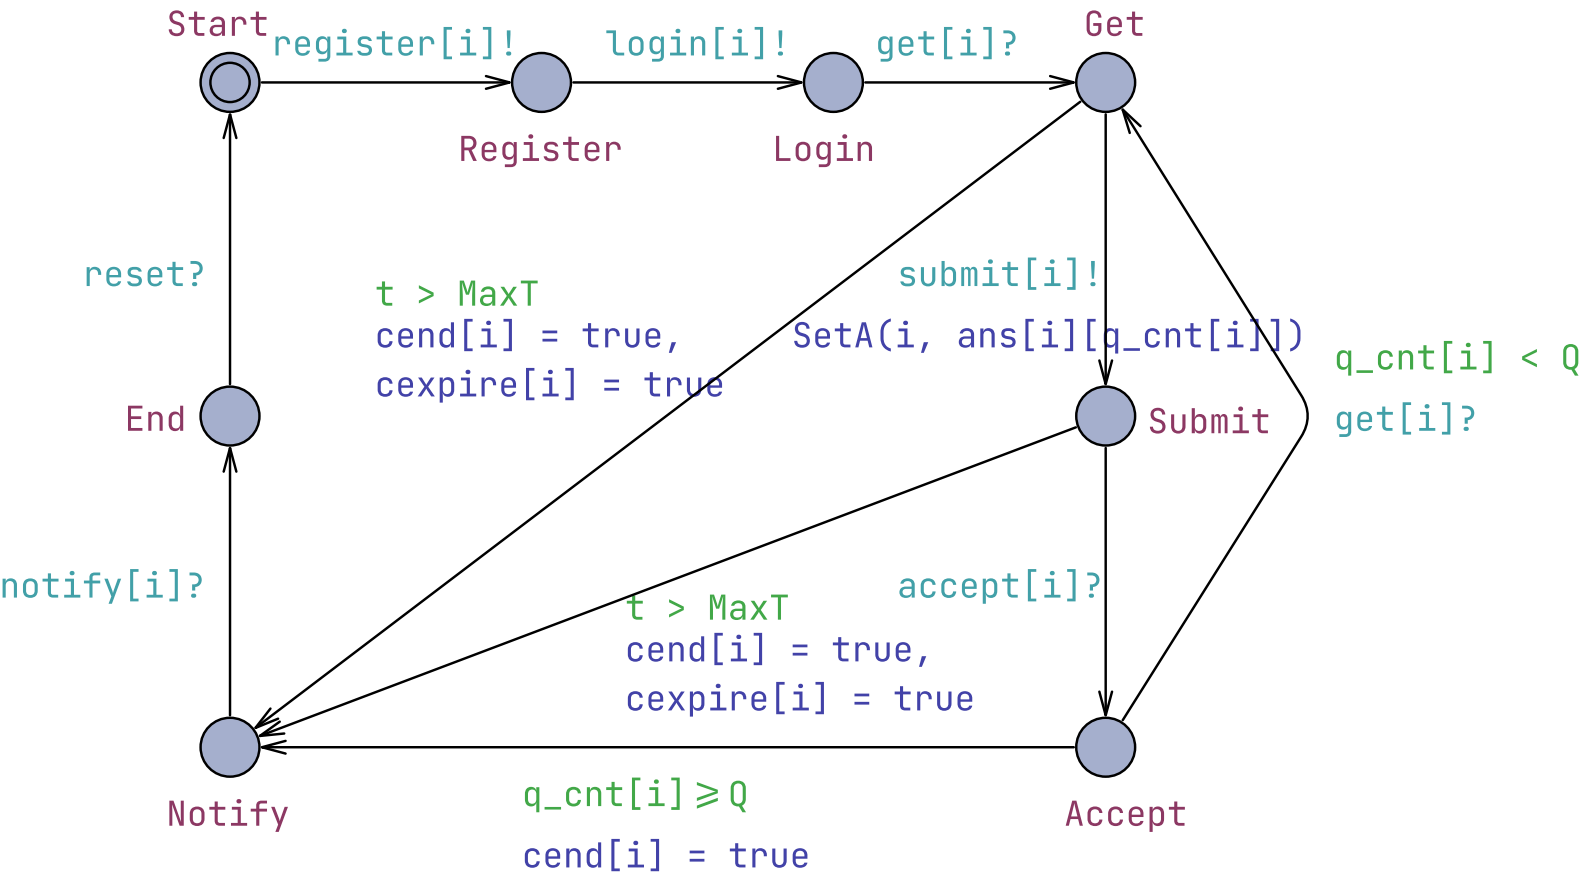 Start
register[i]!
login[i]!
get[i]?
Get
Register
Login
reset?
t > MaxT
cend[i] = true,
cexpire[i] = true
submit[i]!
SetA(i, ans[i][q_cnt[i]])
q_cnt[i] < Q
get[i]?
End
Submit
notify[i]?
t > MaxT
cend[i] = true,
cexpire[i] = true
accept[i]?
Notify
q_cnt[i] ⩾ Q
cend[i] = true
Accept